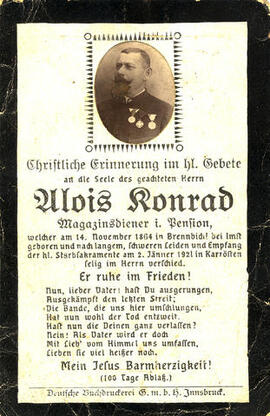 Christliche Erinnerung im hl. Gebete
an die Seele des geachteten Herrn
Alois Konrad
Magazinsdiener i. Pension,
welcher am 14. November 1864 in Brennbichl bei Imst
geboren und nach langem, schweren Leiden und Empfang
der hl. Sterbsakramente am 2. Jänner 1921 in Karrösten
selig im Herrn verschied.
Er ruhe im Frieden!
Nun, lieber Vater! hast Du ausgerungen,
Ausgekämpft den letzten Streit;
Die Bande, die uns hier umschlungen,
Hat nun wohl der Tod entzweit.
Hast nun die Deinen ganz verlassen?
Nein! Als Vater wird er doch
Mit Lieb' vom Himmel uns umfassen,
Lieben sie viel heißer noch.
Mein Jesus Barmherzigkeit!
(100 Tage Ablaß.)
Deutsche Buchdruckerei G. m. b. H. Innsbruck.